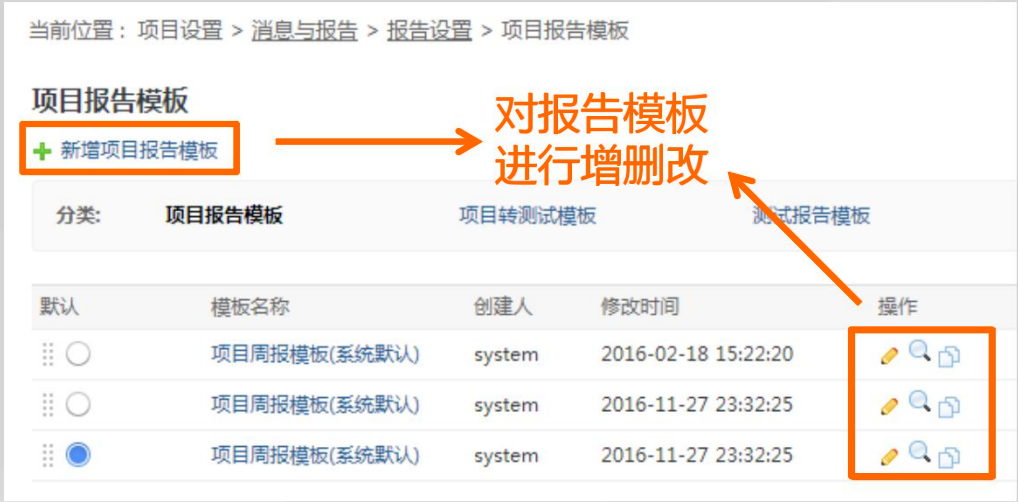 当前位置：项目设置 > 消息与报告 > 报告设置 > 项目报告模板
项目报告模板
新增项目报告模板
对报告模板
进行增删改
分类: 项目报告模板 项目转测试模板 测试报告模板
默认 模板名称 创建人 修改时间 操作
项目周报模板(系统默认) system 2016-02-18 15:22:20
项目周报模板(系统默认) system 2016-11-27 23:32:25
项目周报模板(系统默认) system 2016-11-27 23:32:25